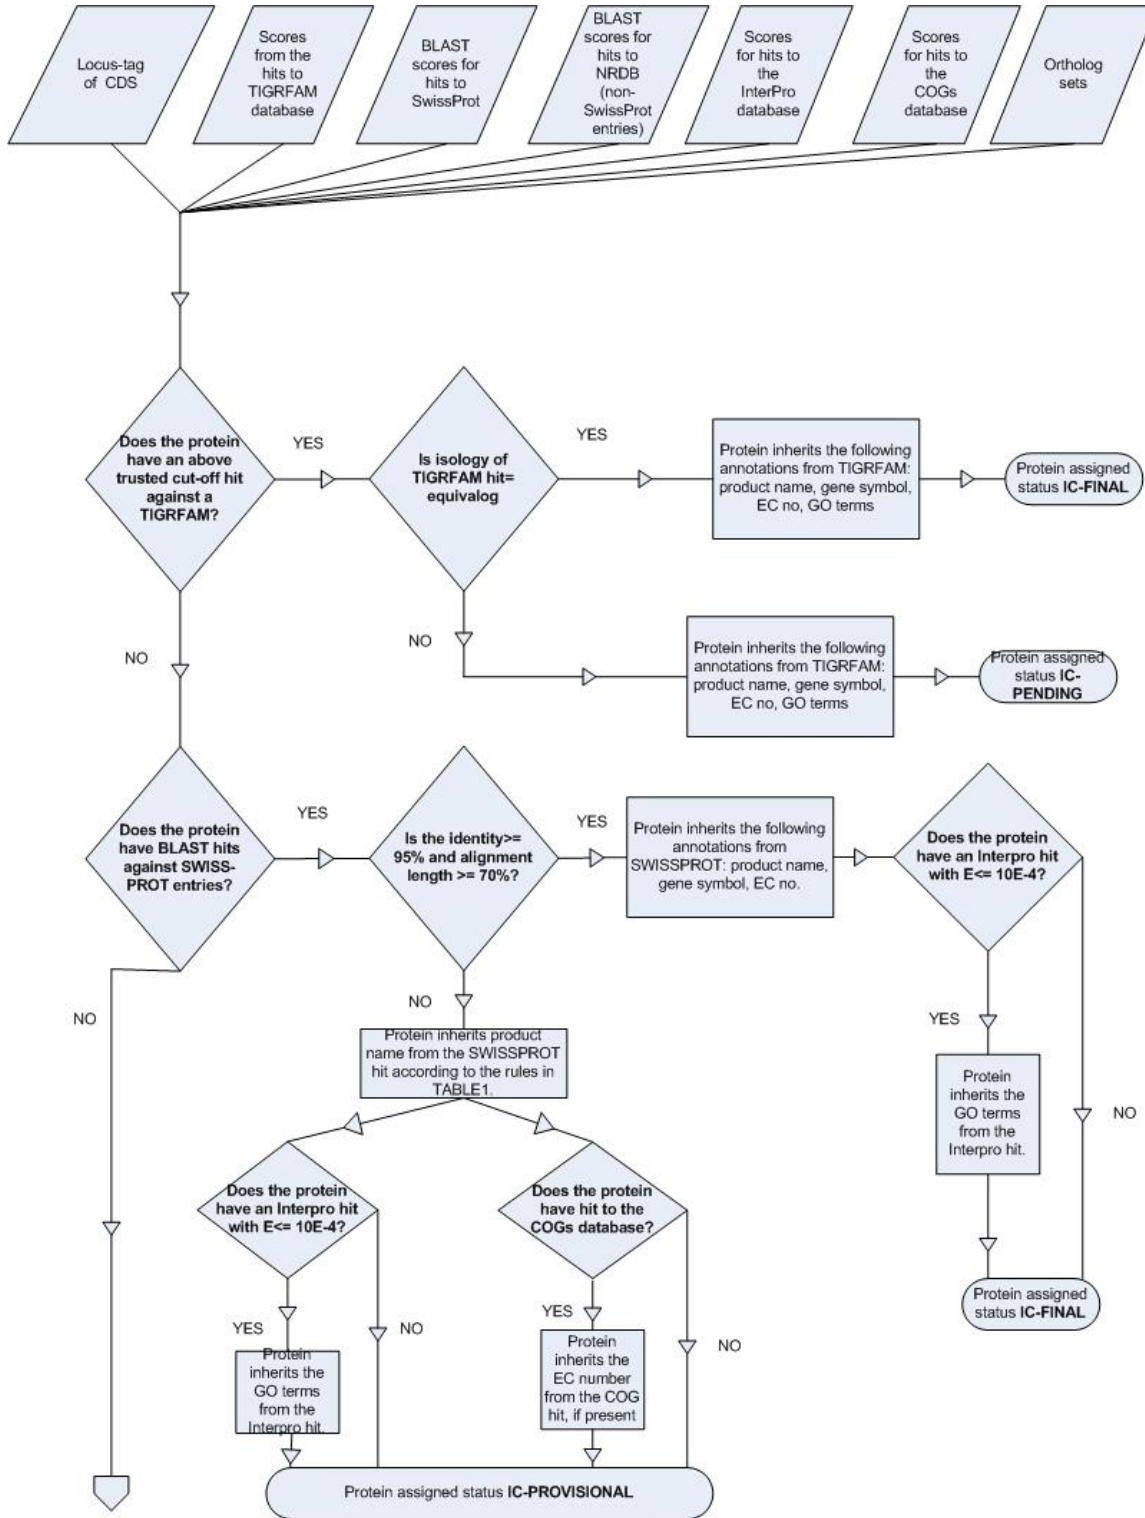 Locus-tag
of CDS
Scores
from the
hits to
TIGRFAM
database
BLAST
scores for
hits to
SwissProt
BLAST
scores for
hits to
NRDB
(non-
SwissProt
entries)
Scores
for hits to
the
InterPro
database
Scores
for hits to
the
COGs
database
Ortholog
sets
Does the protein
have an above
trusted cut-off hit
against a
TIGRFAM?
YES
Is isology of
TIGRFAM hit=
equivalog
YES
Protein inherits the following
annotations from TIGRFAM:
product name, gene symbol,
EC no, GO terms
Protein assigned
status IC-FINAL
NO
NO
Protein inherits the following
annotations from TIGRFAM:
product name, gene symbol,
EC no, GO terms
Protein assigned
status IC-
PENDING
Does the protein
have BLAST hits
against SWISS-
PROT entries?
YES
Is the identity>=
95% and alignment
length >= 70%?
YES
Protein inherits the following
annotations from
SWISSPROT: product name,
gene symbol, EC no.
Does the protein
have an Interpro hit
with E<= 10E-4?
NO
NO
YES
Protein inherits product
name from the SWISSPROT
hit according to the rules in
TABLE1.
Protein
inherits the
GO terms
from the
Interpro hit.
NO
Does the protein
have an Interpro hit
with E<= 10E-4?
Does the protein
have hit to the
COGs database?
Protein assigned
status IC-FINAL
YES
NO
YES
NO
Protein
inherits the
GO terms
from the
Interpro hit.
Protein
inherits the
EC number
from the COG
hit, if present
Protein assigned status IC-PROVISIONAL